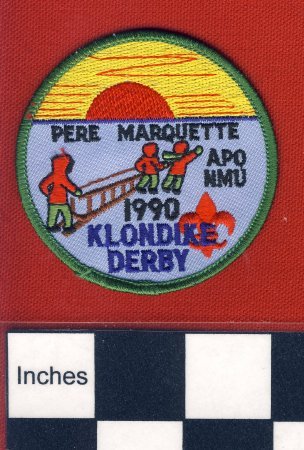 PERE MARQUETTE
APO
NMU
1990
KLONDIKE
DERBY
Inches